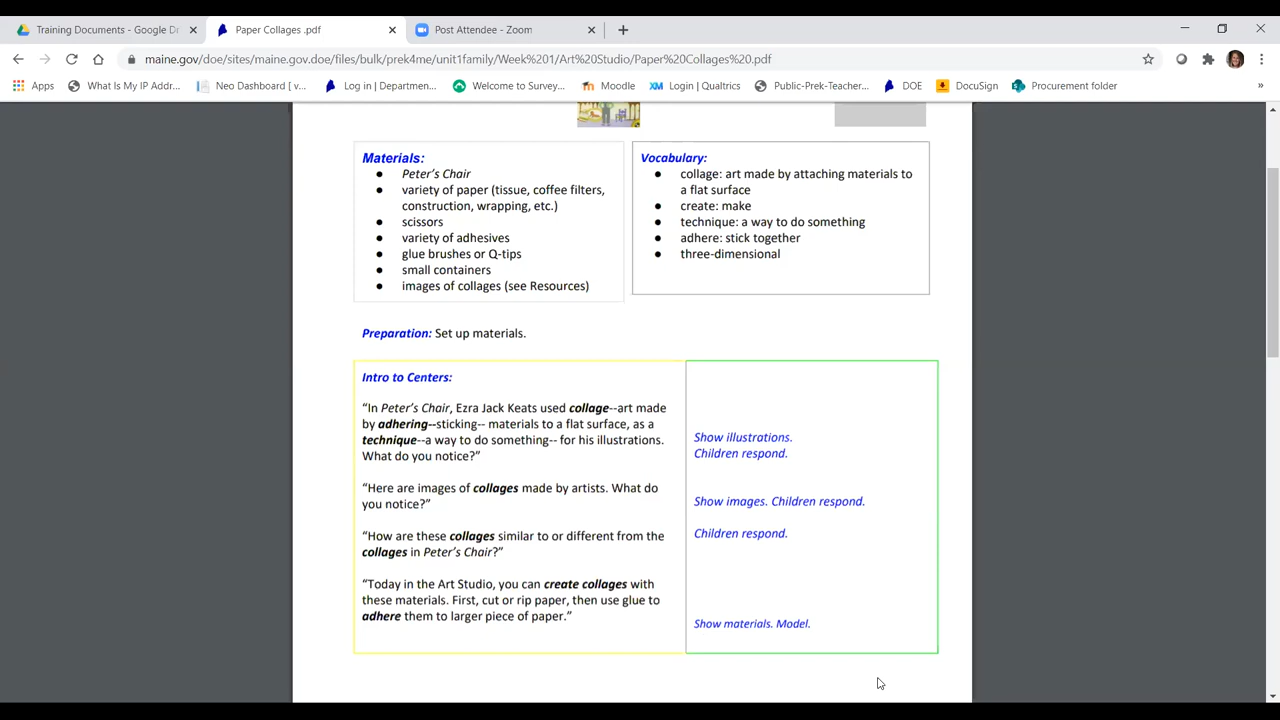 Training Documents - Google D
Paper Collages .pdf
Post Attendee - Zoom
maine.gov/doe/sites/maine.gov.doe/files/bulk/prek4me/unit1family/Week%201/Art%20Studio/Paper%20Collages%20.pdf
Apps
What Is My IP Addr...
Neo Dashboard [ v...
Log in | Departmen...
Welcome to Survey...
Moodle
Login | Qualtrics
Public-Prek-Teacher...
DOE
DocuSign
Procurement folder
»
Materials:
● Peter's Chair
● variety of paper (tissue, coffee filters,
construction, wrapping, etc.)
● scissors
● variety of adhesives
● glue brushes or Q-tips
● small containers
● images of collages (see Resources)
Vocabulary:
● collage: art made by attaching materials to
a flat surface
● create: make
● technique: a way to do something
● adhere: stick together
● three-dimensional
Preparation: Set up materials.
Intro to Centers:
“In Peter's Chair, Ezra Jack Keats used collage--art made
by adhering--sticking-- materials to a flat surface, as a
technique--a way to do something-- for his illustrations.
What do you notice?”
Show illustrations.
Children respond.
“Here are images of collages made by artists. What do
you notice?”
Show images. Children respond.
“How are these collages similar to or different from the
collages in Peter's Chair?”
Children respond.
“Today in the Art Studio, you can create collages with
these materials. First, cut or rip paper, then use glue to
adhere them to larger piece of paper.”
Show materials. Model.